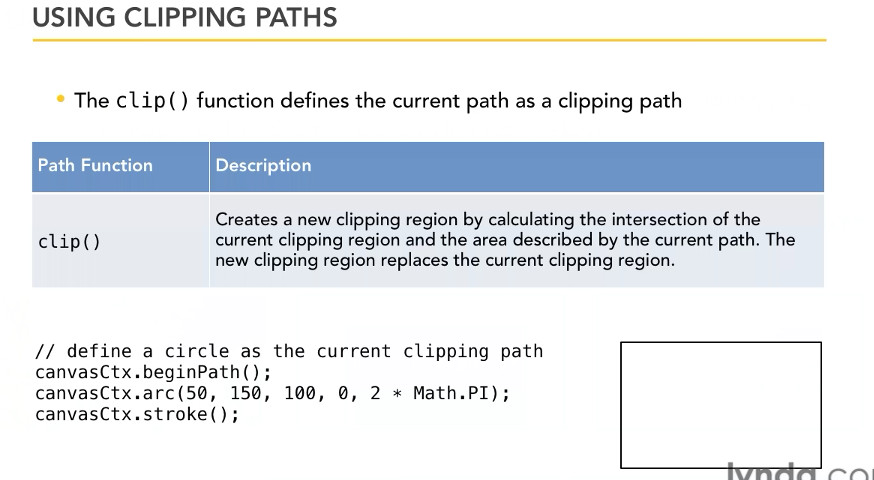 USING CLIPPING PATHS
• The clip() function defines the current path as a clipping path
Path Function Description
clip()
Creates a new clipping region by calculating the intersection of the
current clipping region and the area described by the current path. The
new clipping region replaces the current clipping region.
// define a circle as the current clipping path
canvasCtx.beginPath();
canvasCtx.arc(50, 150, 100, 0, 2 * Math.PI);
canvasCtx.stroke();
lynda.co